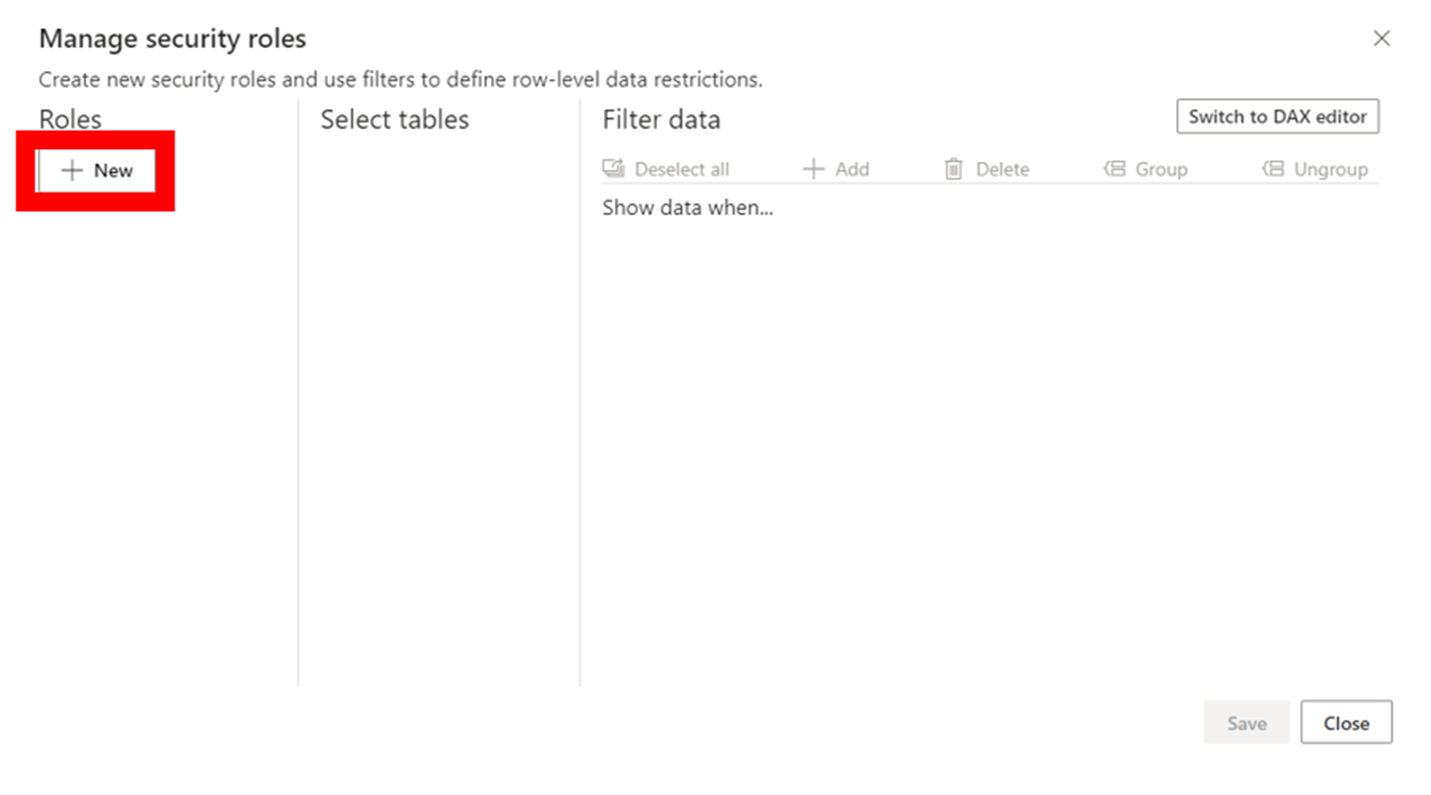 Manage security roles
Create new security roles and use filters to define row-level data restrictions.
Roles
New
Select tables
Filter data
Switch to DAX editor
Deselect all
Add
Delete
Group
Ungroup
Show data when...
Save
Close